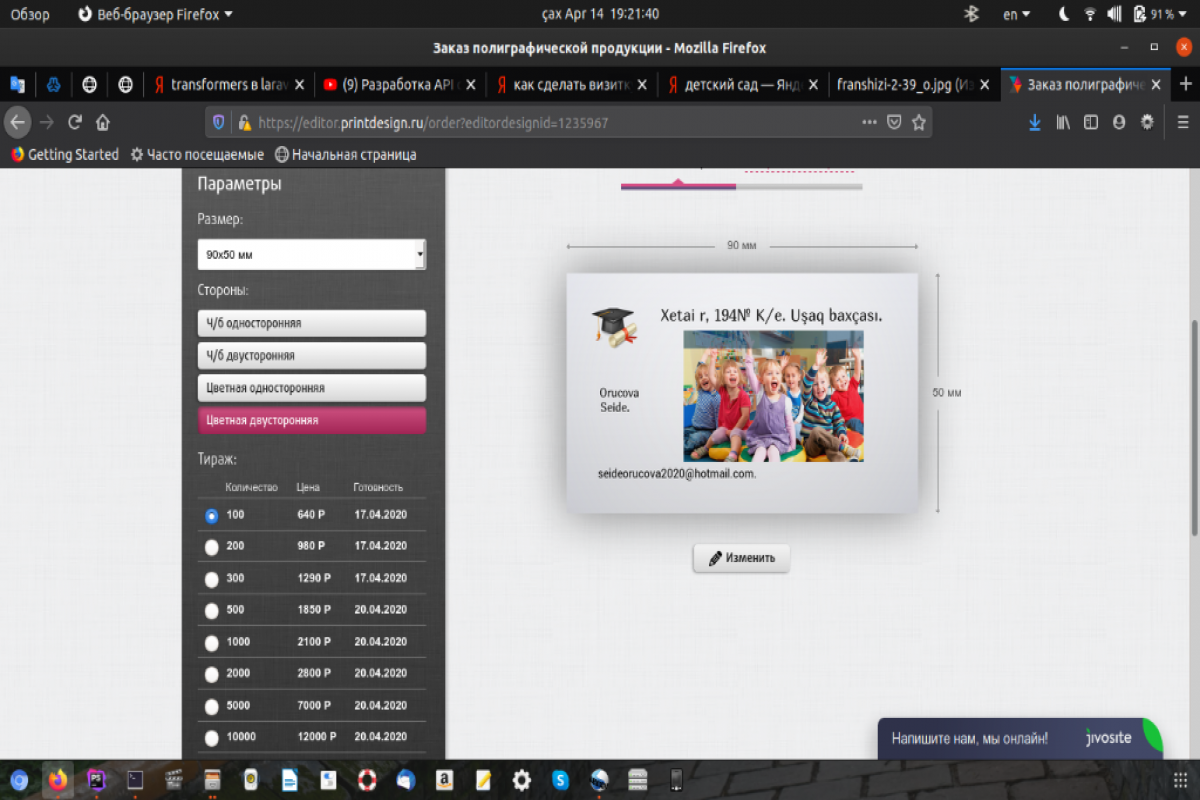 Обзор Веб-браузер Firefox çax Apr 14 19:21:40 en 91 %
Заказ полиграфической продукции - Mozilla Firefox
transformers в larav (9) Разработка API с как сделать визитк детский сад — Янд franshizi-2-39_o.jpg (Из Заказ полиграфиче
https://editor.printdesign.ru/order?editordesignid=1235967
Getting Started Часто посещаемые Начальная страница
Параметры
Размер:
90x50 мм
Стороны:
Ч/б односторонняя
Ч/б двусторонняя
Цветная односторонняя
Цветная двусторонняя
Тираж:
Количество Цена Готовность
100 640 Р 17.04.2020
200 980 Р 17.04.2020
300 1290 Р 17.04.2020
500 1850 Р 20.04.2020
1000 2100 Р 20.04.2020
2000 2800 Р 20.04.2020
5000 7000 Р 20.04.2020
10000 12000 Р 20.04.2020
90 мм
Xetai r, 194№ K/e. Uşaq baxçası.
Orucova
Seide.
seideorucova2020@hotmail.com.
50 мм
Изменить
Напишите нам, мы онлайн! jivosite